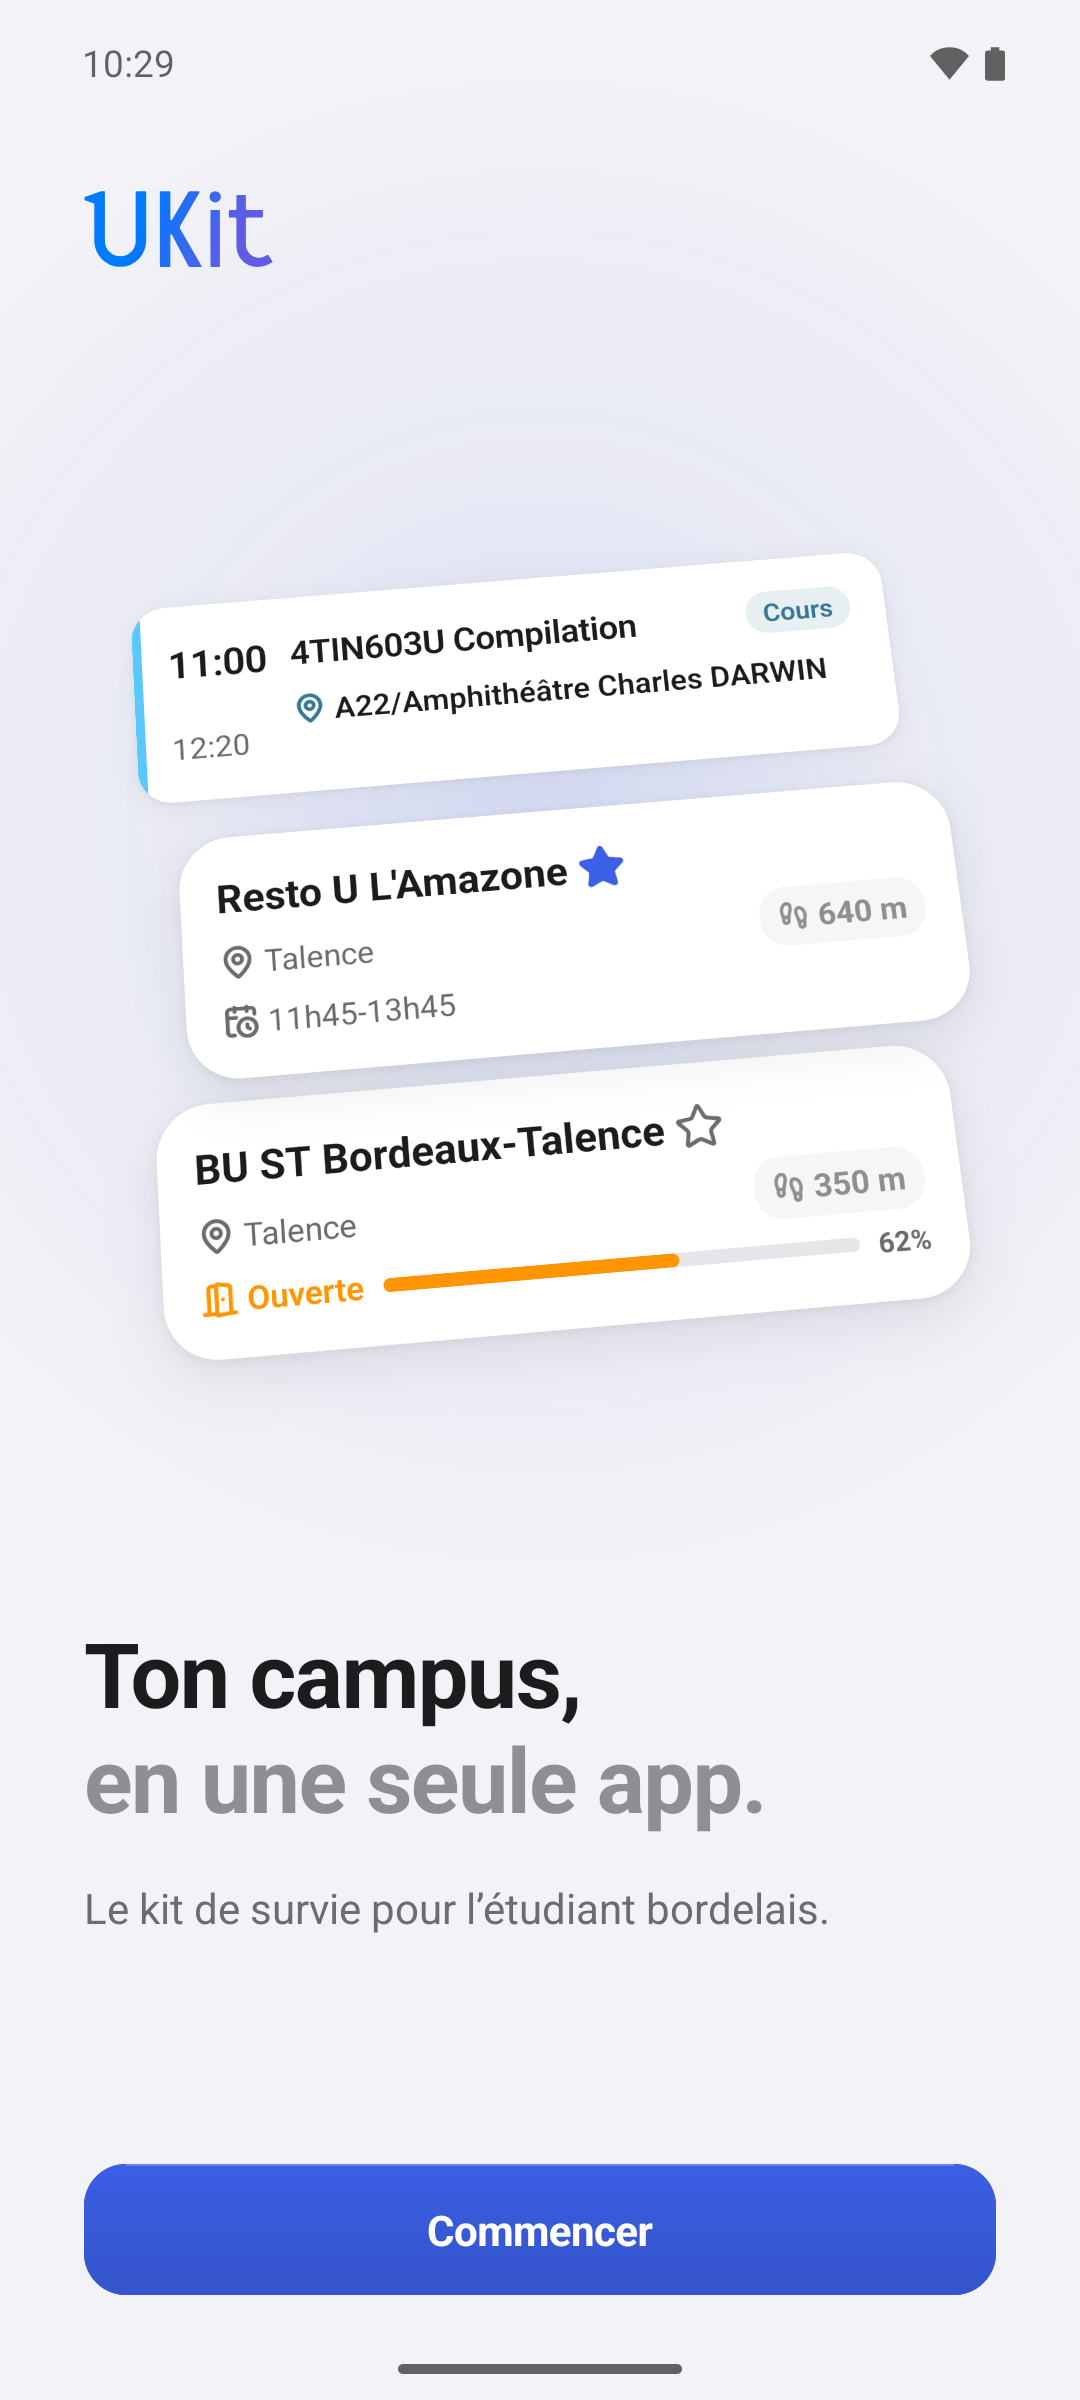 10:29
UKit
11:00 4TIN603U Compilation Cours
A22/Amphithéâtre Charles DARWIN
12:20
Resto U L'Amazone
640 m
Talence
11h45-13h45
BU ST Bordeaux-Talence
350 m
Talence
Ouverte 62%
Ton campus,
en une seule app.
Le kit de survie pour l’étudiant bordelais.
Commencer